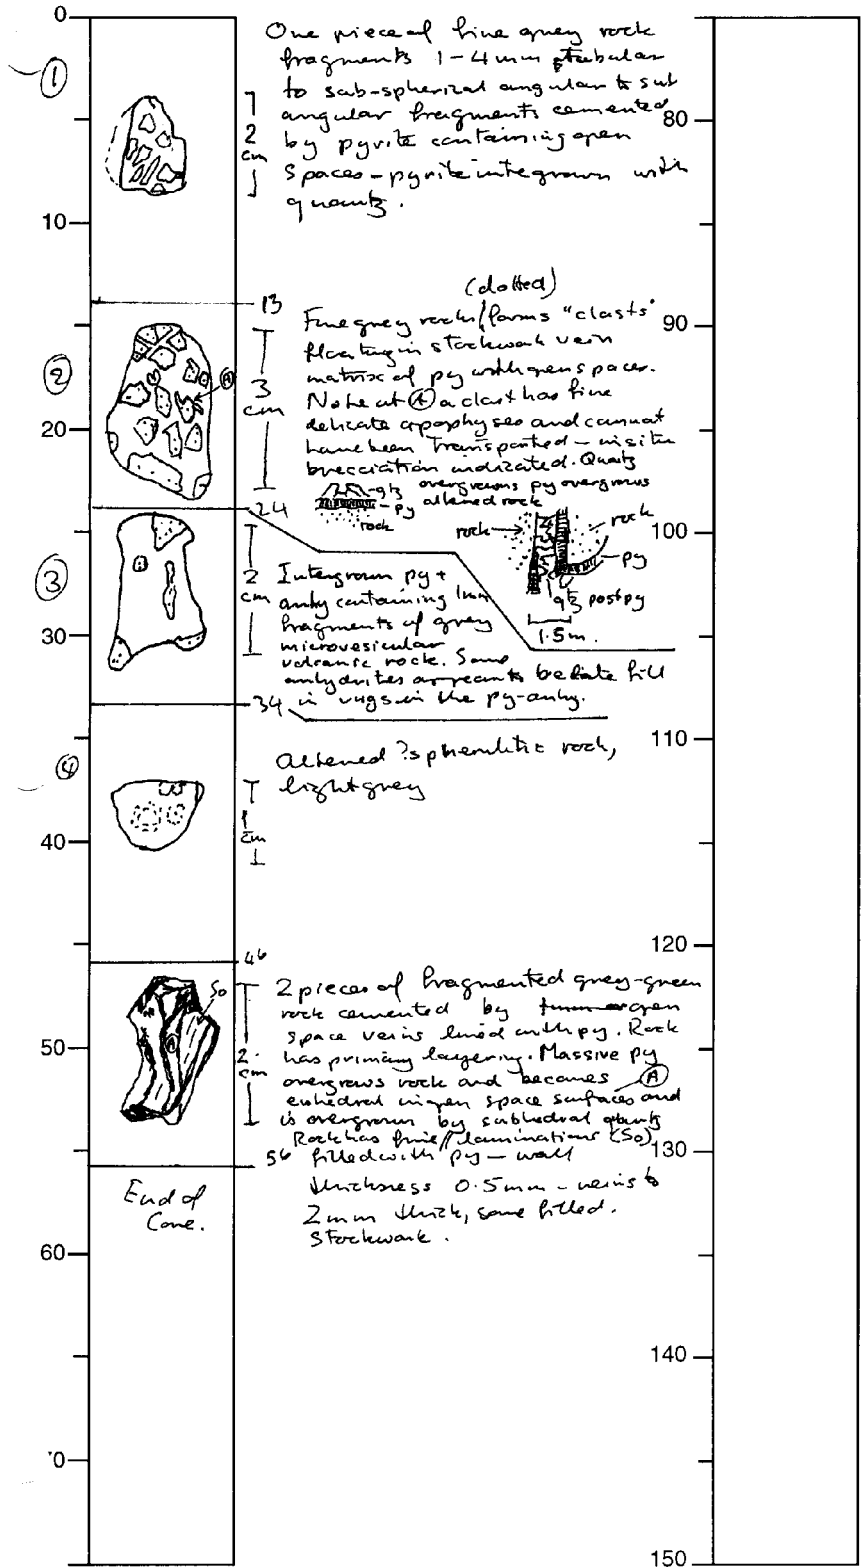 0
10
20
30
40
50
60
70
80
90
100
110
120
130
140
150
①
2
cm
One piece of fine grey rock
fragments 1-4mm, tabular
to sub-spherical angular to sub
angular fragments cemented
by pyrite containing open
spaces - pyrite intergrown with
quartz.
13
②
A
3
cm
(dotted)
Fine grey rock / forms "clasts"
floating in stockwork vein
matrix of py with open spaces.
Note at Ⓐ a clast has fine
delicate apophyses and cannot
have been transported - insitu
brecciation indicated. Quartz
qtz overgrows py overgrows
py altered rock
rock
24
rock
rock
py
qtz post py
1.5m.
③
2
cm
Intergrown py +
anhy containing 1mm
fragments of grey
microvesicular
volcanic rock. Some
anhydrites appears to be late fill
in vugs in the py-anhy.
34
④
1
cm
Altered ?spherulitic rock,
light grey
46
So
A
2
cm
2 pieces of fragmented grey-green
rock cemented by open
space veins lined with py. Rock
has primary layering. Massive py
overgrows rock and becomes Ⓐ
euhedral in open space surfaces and
is overgrown by subhedral quartz
Rock has fine // laminations (So)
56 filled with py - wall
thickness 0.5mm - veins to
2mm thick, some filled.
Stockwork.
End of
Core.